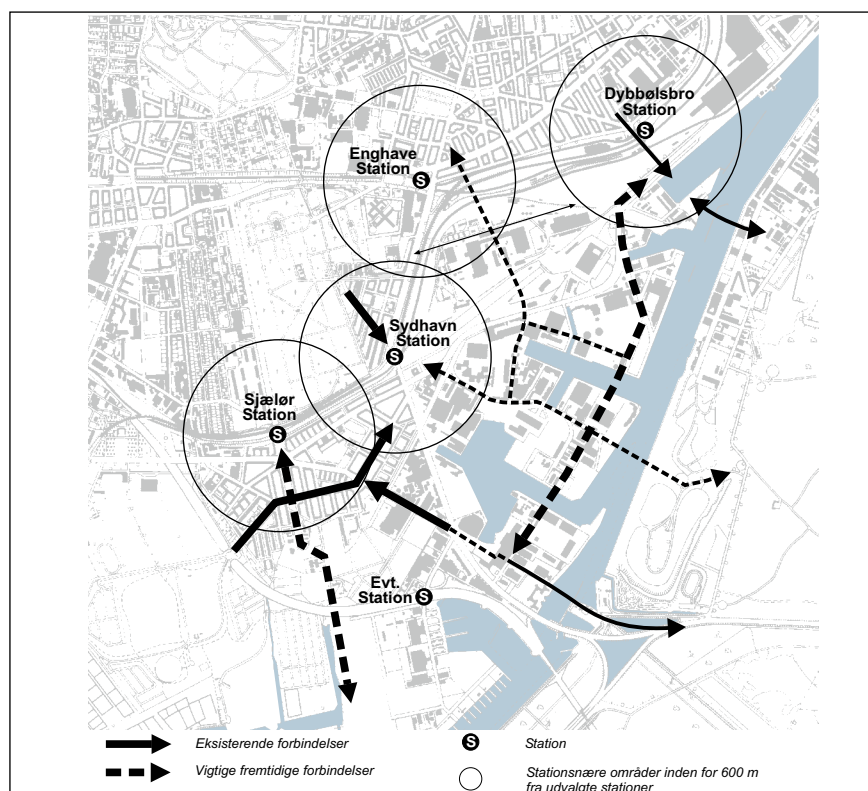 Dybbølsbro
Station
S
Enghave
Station
S
Sydhavn
Station
S
Sjælør
Station
S
Evt.
Station
S
Eksisterende forbindelser
S
Station
Vigtige fremtidige forbindelser
Stationsnære områder inden for 600 m
fra udvalgte stationer